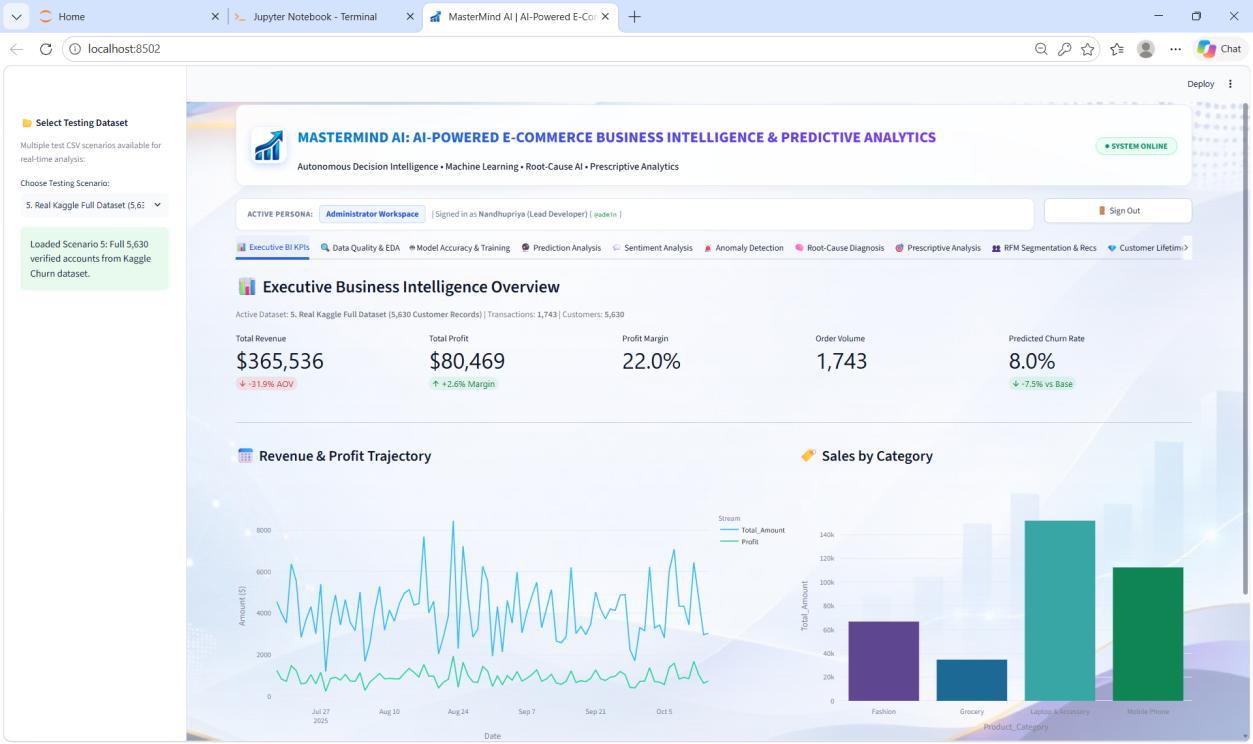 Home
Jupyter Notebook - Terminal
MasterMind AI | AI-Powered E-Co
localhost:8502
Chat
Deploy
Select Testing Dataset
Multiple test CSV scenarios available for
real-time analysis:
Choose Testing Scenario:
5. Real Kaggle Full Dataset (5,63
Loaded Scenario 5: Full 5,630
verified accounts from Kaggle
Churn dataset.
MASTERMIND AI: AI-POWERED E-COMMERCE BUSINESS INTELLIGENCE & PREDICTIVE ANALYTICS
Autonomous Decision Intelligence • Machine Learning • Root-Cause AI • Prescriptive Analytics
● SYSTEM ONLINE
ACTIVE PERSONA: Administrator Workspace | Signed in as Nandhupriya (Lead Developer) ( @admin )
Sign Out
Executive BI KPIs Data Quality & EDA Model Accuracy & Training Prediction Analysis Sentiment Analysis Anomaly Detection Root-Cause Diagnosis Prescriptive Analysis RFM Segmentation & Recs Customer Lifetim
Executive Business Intelligence Overview
Active Dataset: 5. Real Kaggle Full Dataset (5,630 Customer Records) | Transactions: 1,743 | Customers: 5,630
Total Revenue Total Profit Profit Margin Order Volume Predicted Churn Rate
$365,536 $80,469 22.0% 1,743 8.0%
↓ -31.9% AOV ↑ +2.6% Margin ↓ -7.5% vs Base
Revenue & Profit Trajectory
Stream
Total_Amount
Profit
Amount ($)
8000
6000
4000
2000
0
Jul 27 Aug 10 Aug 24 Sep 7 Sep 21 Oct 5
2025
Date
Sales by Category
Total_Amount
140k
120k
100k
80k
60k
40k
20k
0
Fashion Grocery Laptop & Accessory Mobile Phone
Product_Category